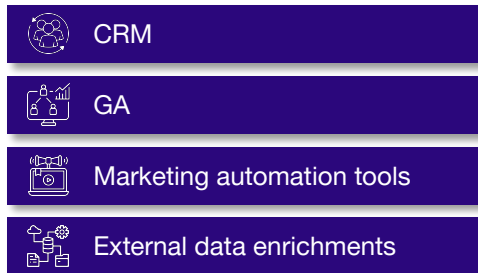 CRM
GA
Marketing automation tools
External data enrichments